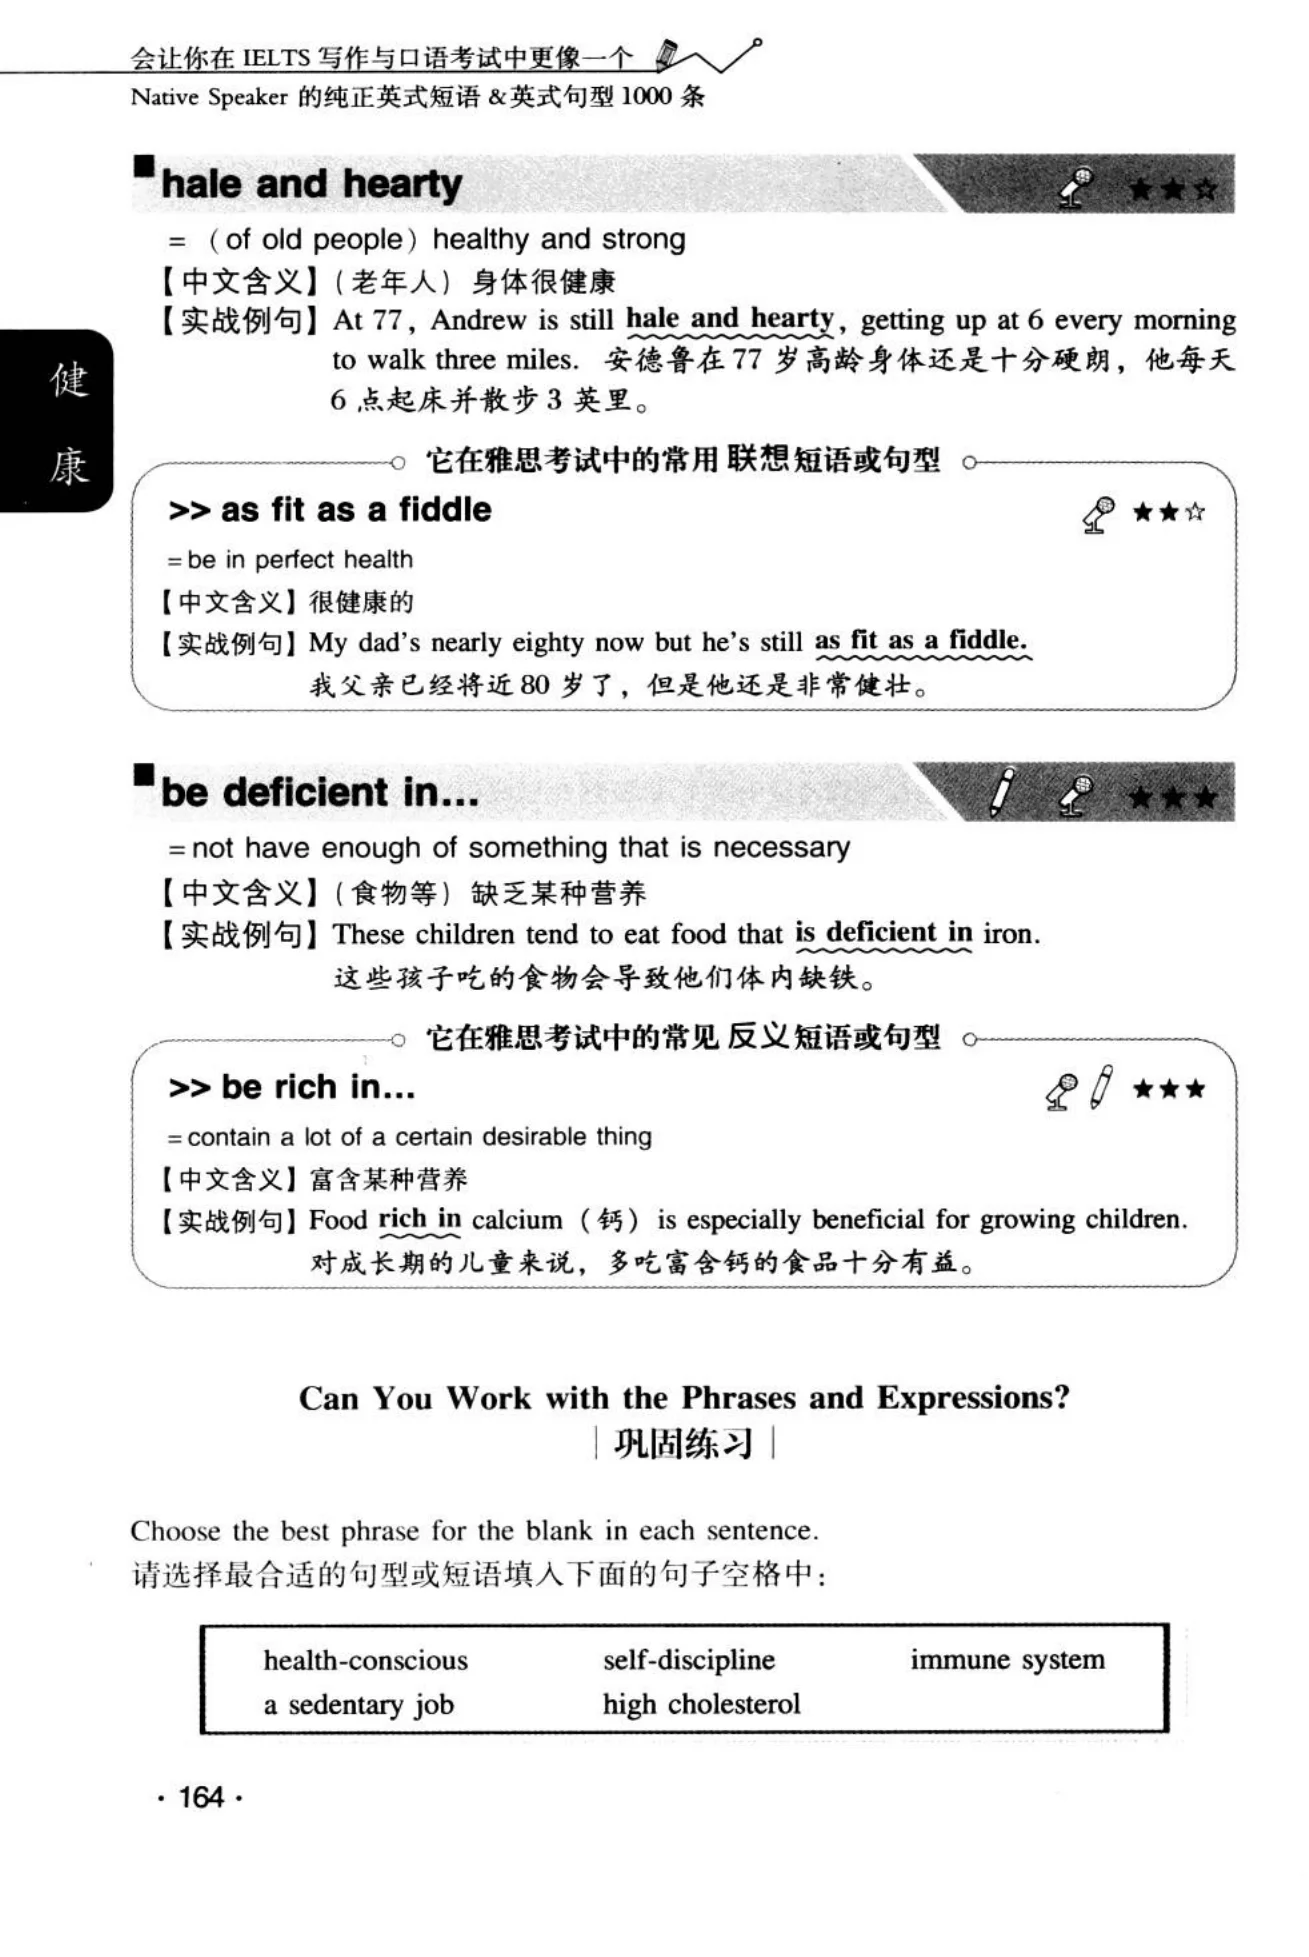 会让你在 IELTS 写作与口语考试中更像一个
Native Speaker 的纯正英式短语 &英式句型 1000 条
健康
hale and hearty ★★☆
= (of old people) healthy and strong
【中文含义】(老年人) 身体很健康
【实战例句】At 77, Andrew is still hale and hearty, getting up at 6 every morning
to walk three miles. 安德鲁在 77 岁高龄身体还是十分硬朗，他每天
6 点起床并散步 3 英里。
它在雅思考试中的常用 联想短语或句型
>> as fit as a fiddle ★★☆
=be in perfect health
【中文含义】很健康的
【实战例句】My dad's nearly eighty now but he's still as fit as a fiddle.
我父亲已经将近 80 岁了，但是他还是非常健壮。
be deficient in... ★★★
=not have enough of something that is necessary
【中文含义】(食物等) 缺乏某种营养
【实战例句】These children tend to eat food that is deficient in iron.
这些孩子吃的食物会导致他们体内缺铁。
它在雅思考试中的常见 反义短语或句型
>> be rich in... ★★★
=contain a lot of a certain desirable thing
【中文含义】富含某种营养
【实战例句】Food rich in calcium (钙) is especially beneficial for growing children.
对成长期的儿童来说，多吃富含钙的食品十分有益。
Can You Work with the Phrases and Expressions?
| 巩固练习 |
Choose the best phrase for the blank in each sentence.
请选择最合适的句型或短语填入下面的句子空格中：
health-conscious self-discipline immune system
a sedentary job high cholesterol
· 164 ·